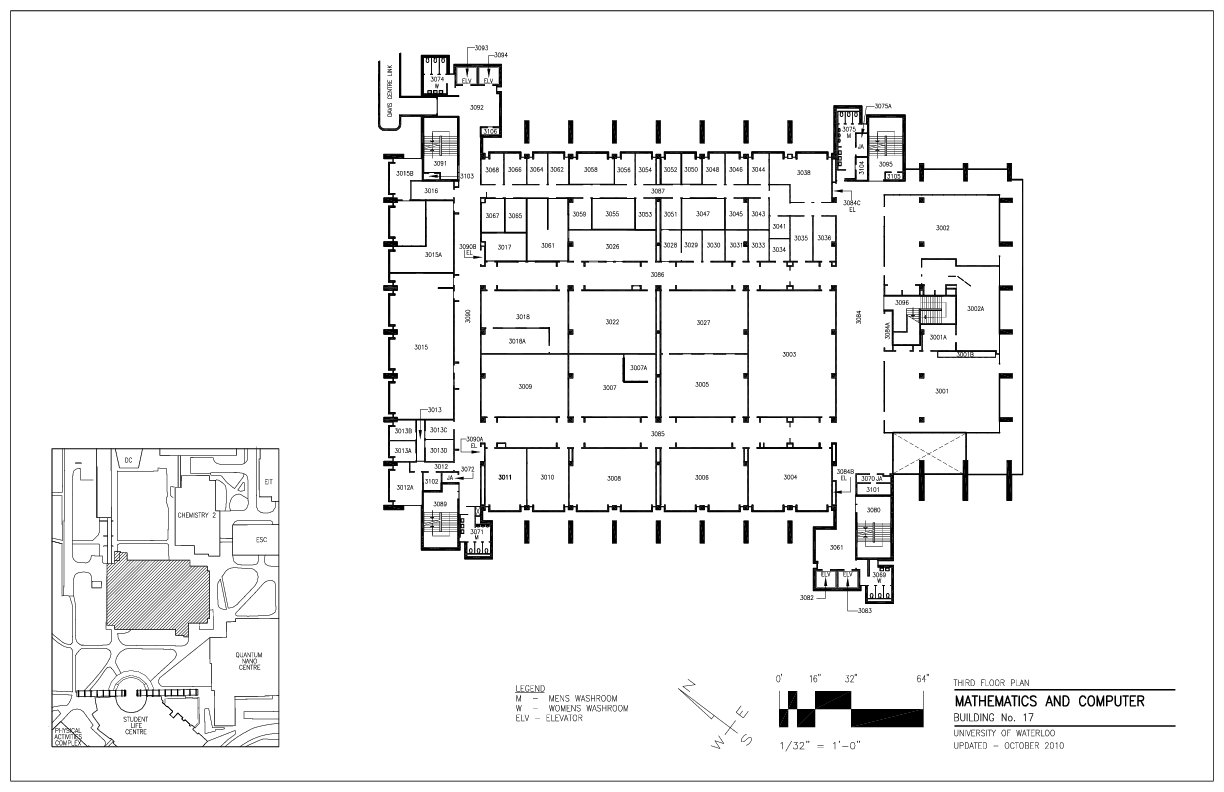 3093
3094
DAVIS CENTRE LINK
3074
W
ELV
ELV
3092
3106
3091
3103
3075A
3075
M
JA
3104
3095
3105
3015B
3016
3068
3066
3064
3062
3058
3056
3054
3052
3050
3048
3046
3044
3038
3087
3084C
EL
3067
3065
3059
3055
3053
3051
3047
3045
3043
3041
3035
3036
3002
3017
3061
3026
3028
3029
3030
3031
3033
3034
3090B
EL
3015A
3086
3090
3018
3018A
3022
3027
3003
3084
3096
3084A
3002A
3001A
3001B
3015
3007A
3009
3007
3005
3001
3013
3013B
3013C
3013A
3013D
3085
3090A
EL
3012
3072
3102
JA
3012A
3089
3011
3010
3008
3006
3004
3084B
EL
3070 JA
3101
3080
3071
M
3061
ELV
ELV
3069
W
3082
3083
DC
EIT
CHEMISTRY 2
ESC
QUANTUM
NANO
CENTRE
STUDENT
LIFE
CENTRE
PHYSICAL
ACTIVITIES
COMPLEX
LEGEND
M – MENS WASHROOM
W – WOMENS WASHROOM
ELV – ELEVATOR
N
E
W
S
0' 16" 32" 64"
1/32" = 1'-0"
THIRD FLOOR PLAN
MATHEMATICS AND COMPUTER
BUILDING No. 17
UNIVERSITY OF WATERLOO
UPDATED – OCTOBER 2010